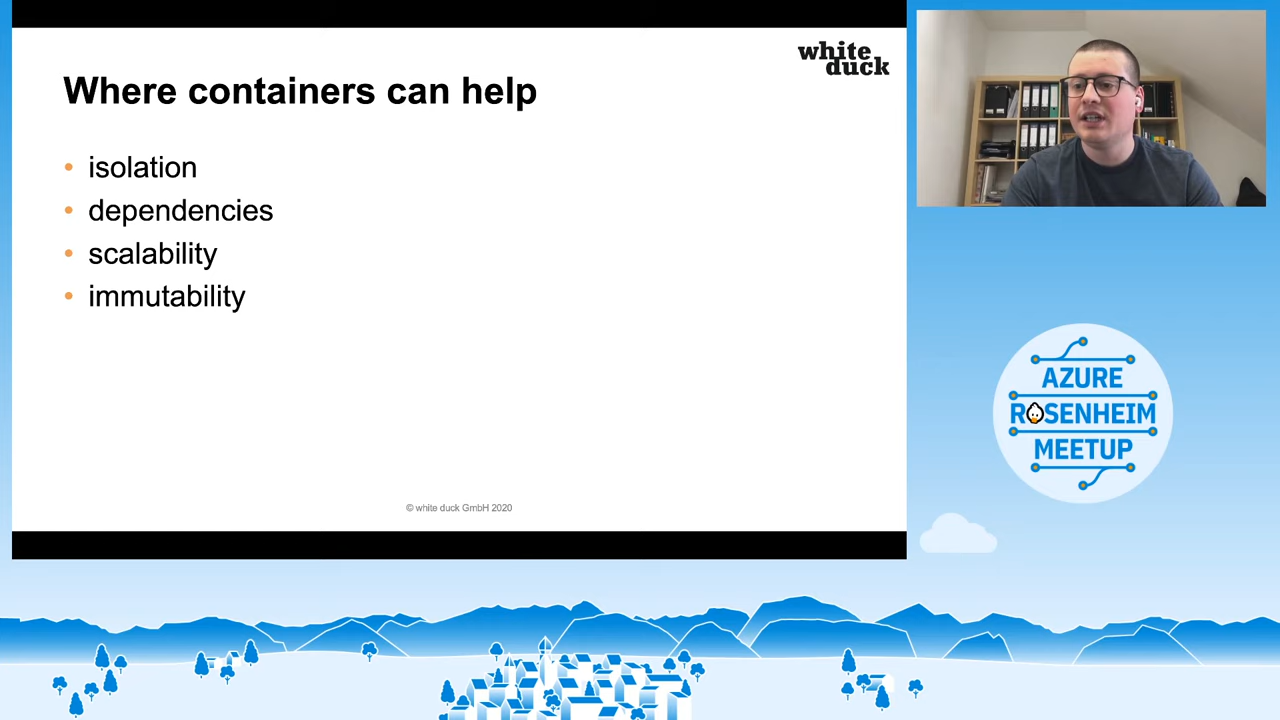 white
duck
Where containers can help
• isolation
• dependencies
• scalability
• immutability
© white duck GmbH 2020
AZURE
ROSENHEIM
MEETUP